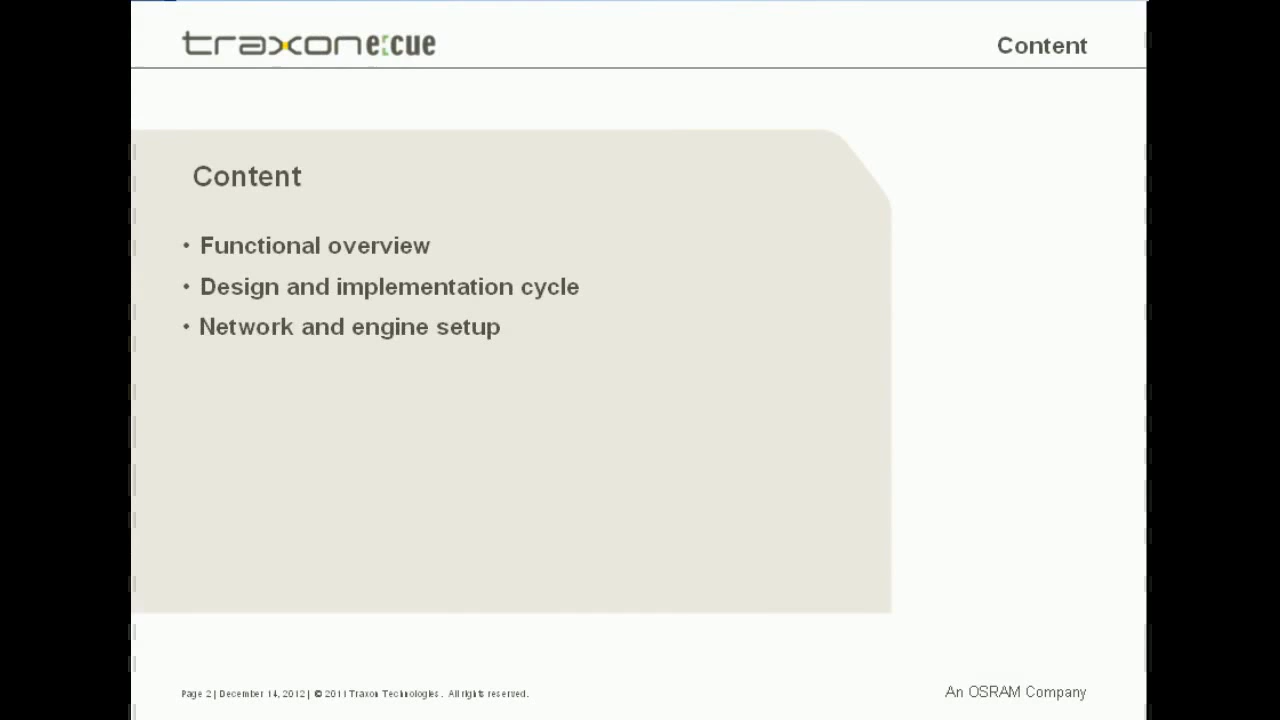 traxon e:cue
Content
Content
• Functional overview
• Design and implementation cycle
• Network and engine setup
Page 2 | December 14, 2012 | © 2011 Traxon Technologies. All rights reserved.
An OSRAM Company